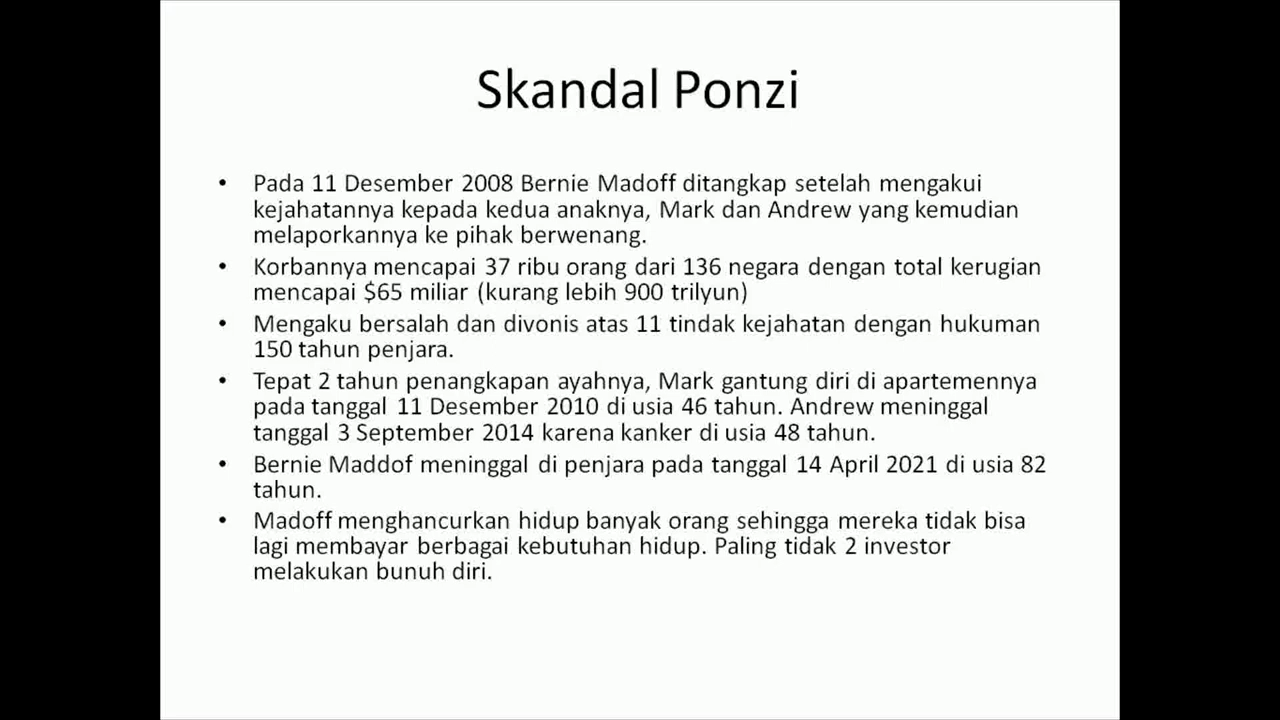 Skandal Ponzi
• Pada 11 Desember 2008 Bernie Madoff ditangkap setelah mengakui
kejahatannya kepada kedua anaknya, Mark dan Andrew yang kemudian
melaporkannya ke pihak berwenang.
• Korbannya mencapai 37 ribu orang dari 136 negara dengan total kerugian
mencapai $65 miliar (kurang lebih 900 trilyun)
• Mengaku bersalah dan divonis atas 11 tindak kejahatan dengan hukuman
150 tahun penjara.
• Tepat 2 tahun penangkapan ayahnya, Mark gantung diri di apartemennya
pada tanggal 11 Desember 2010 di usia 46 tahun. Andrew meninggal
tanggal 3 September 2014 karena kanker di usia 48 tahun.
• Bernie Maddof meninggal di penjara pada tanggal 14 April 2021 di usia 82
tahun.
• Madoff menghancurkan hidup banyak orang sehingga mereka tidak bisa
lagi membayar berbagai kebutuhan hidup. Paling tidak 2 investor
melakukan bunuh diri.